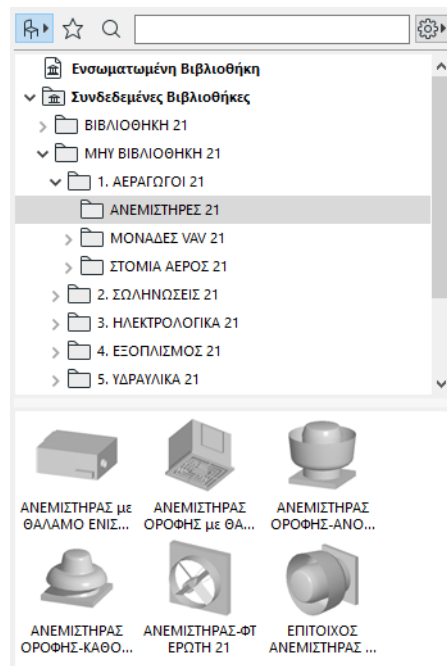 Ενσωματωμένη Βιβλιοθήκη
Συνδεδεμένες Βιβλιοθήκες
ΒΙΒΛΙΟΘΗΚΗ 21
ΜΗΥ ΒΙΒΛΙΟΘΗΚΗ 21
1. ΑΕΡΑΓΩΓΟΙ 21
ΑΝΕΜΙΣΤΗΡΕΣ 21
ΜΟΝΑΔΕΣ VAV 21
ΣΤΟΜΙΑ ΑΕΡΟΣ 21
2. ΣΩΛΗΝΩΣΕΙΣ 21
3. ΗΛΕΚΤΡΟΛΟΓΙΚΑ 21
4. ΕΞΟΠΛΙΣΜΟΣ 21
5. ΥΔΡΑΥΛΙΚΑ 21
ΑΝΕΜΙΣΤΗΡΑΣ με ΘΑΛΑΜΟ ΕΝΙΣ...
ΑΝΕΜΙΣΤΗΡΑΣ ΟΡΟΦΗΣ με ΘΑ...
ΑΝΕΜΙΣΤΗΡΑΣ ΟΡΟΦΗΣ-ΑΝΟ...
ΑΝΕΜΙΣΤΗΡΑΣ ΟΡΟΦΗΣ-ΚΑΘΟ...
ΑΝΕΜΙΣΤΗΡΑΣ-ΦΤΕΡΩΤΗ 21
ΕΠΙΤΟΙΧΟΣ ΑΝΕΜΙΣΤΗΡΑΣ ...